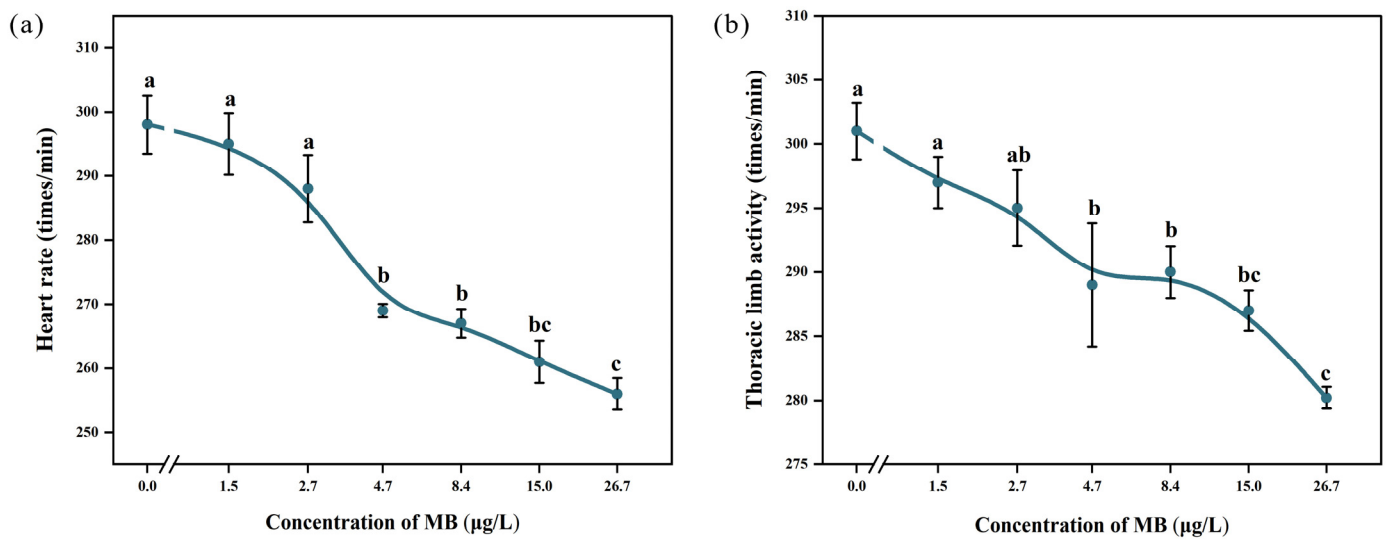 (a)
Heart rate (times/min)
310
300
290
280
270
260
250
a
a
a
b
b
bc
c
0.0 1.5 2.7 4.7 8.4 15.0 26.7
Concentration of MB (μg/L)
(b)
Thoracic limb activity (times/min)
310
305
300
295
290
285
280
275
a
a
ab
b
b
bc
c
0.0 1.5 2.7 4.7 8.4 15.0 26.7
Concentration of MB (μg/L)